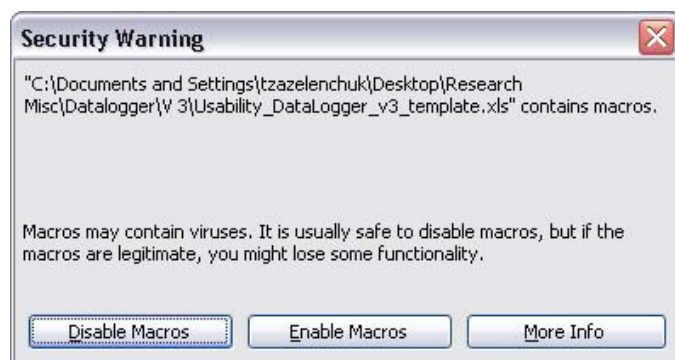 Security Warning
"C:\Documents and Settings\tzazelenchuk\Desktop\Research
Misc\Datalogger\V 3\Usability_DataLogger_v3_template.xls" contains macros.
Macros may contain viruses. It is usually safe to disable macros, but if the
macros are legitimate, you might lose some functionality.
Disable Macros
Enable Macros
More Info